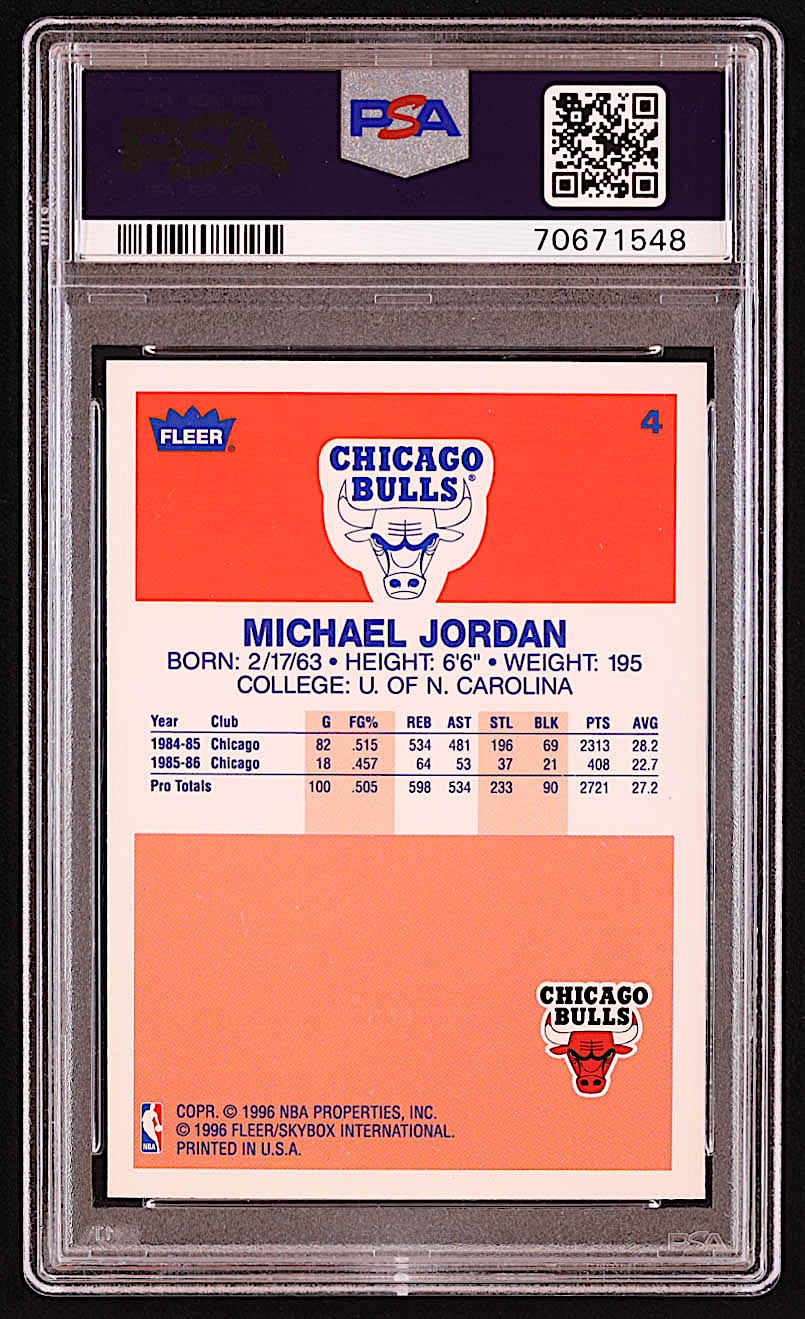 PSA
PSA
70671548
FLEER®
4
CHICAGO
BULLS®
MICHAEL JORDAN
BORN: 2/17/63 • HEIGHT: 6'6" • WEIGHT: 195
COLLEGE: U. OF N. CAROLINA
Year Club G FG% REB AST STL BLK PTS AVG
1984-85 Chicago 82 .515 534 481 196 69 2313 28.2
1985-86 Chicago 18 .457 64 53 37 21 408 22.7
Pro Totals 100 .505 598 534 233 90 2721 27.2
CHICAGO
BULLS
NBA
COPR. © 1996 NBA PROPERTIES, INC.
© 1996 FLEER/SKYBOX INTERNATIONAL.
PRINTED IN U.S.A.
PSA